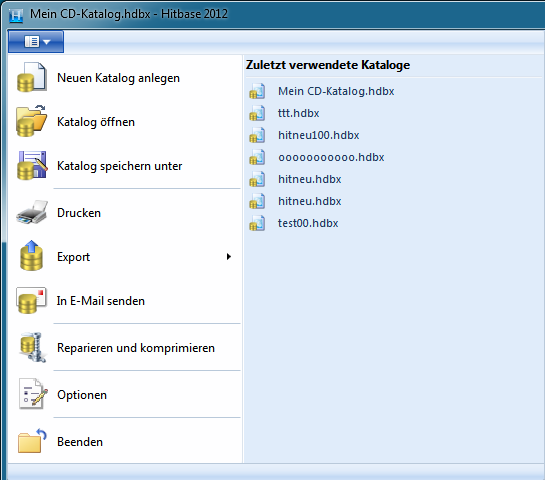 Mein CD-Katalog.hdbx - Hitbase 2012
Neuen Katalog anlegen
Katalog öffnen
Katalog speichern unter
Drucken
Export
In E-Mail senden
Reparieren und komprimieren
Optionen
Beenden
Zuletzt verwendete Kataloge
Mein CD-Katalog.hdbx
ttt.hdbx
hitneu100.hdbx
ooooooooooo.hdbx
hitneu.hdbx
hitneu.hdbx
test00.hdbx